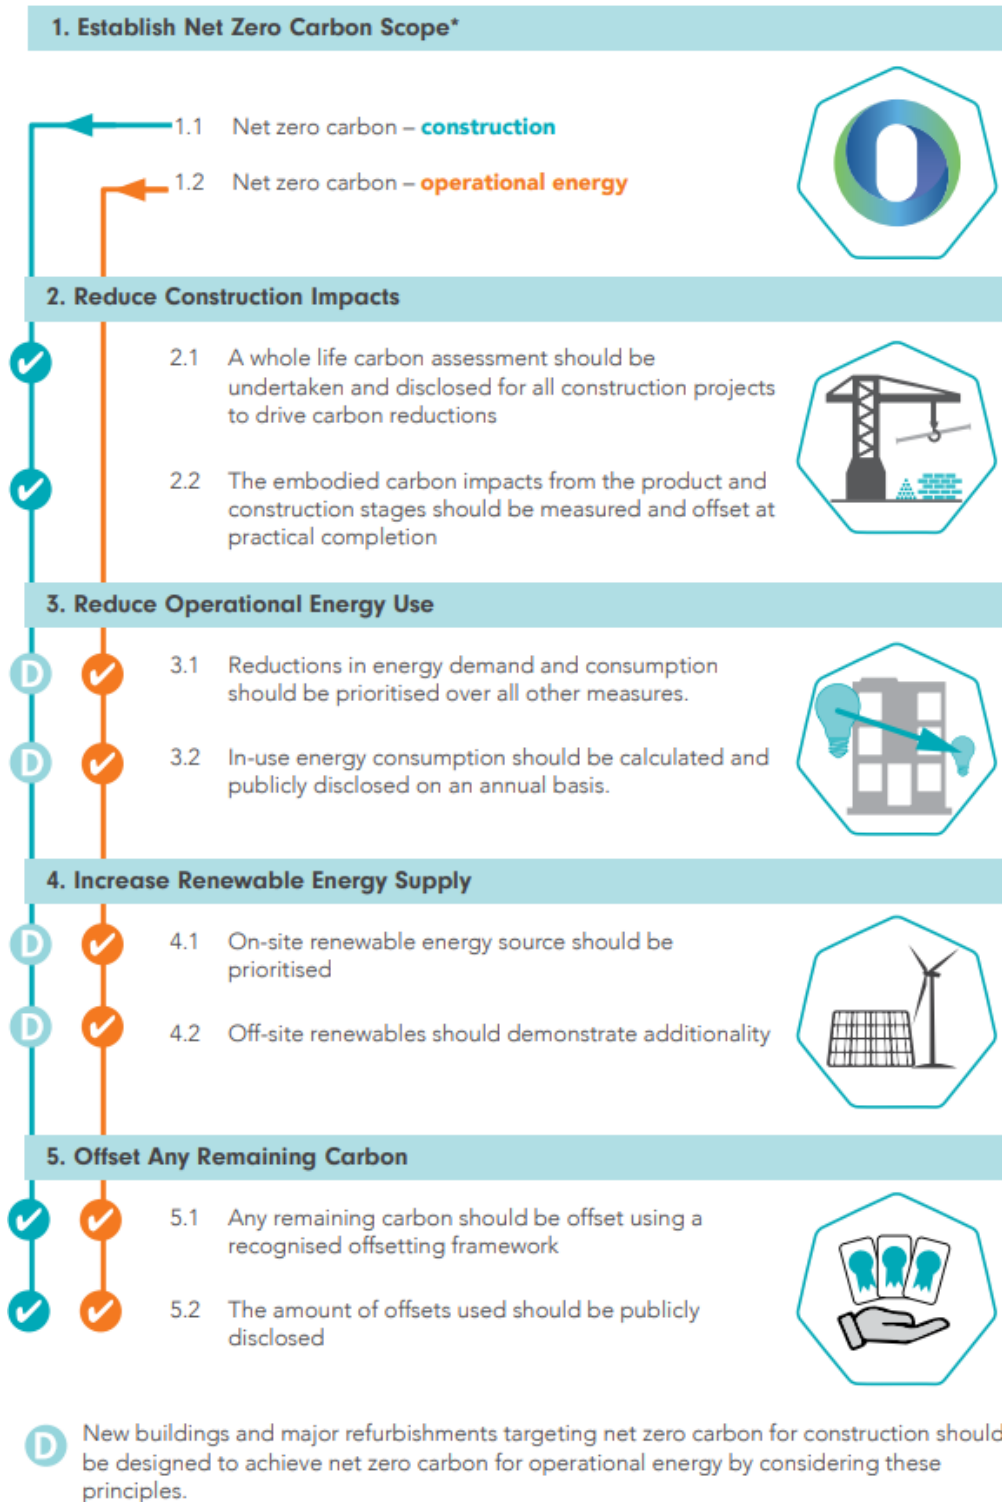 1. Establish Net Zero Carbon Scope*
1.1 Net zero carbon – construction
1.2 Net zero carbon – operational energy
2. Reduce Construction Impacts
2.1 A whole life carbon assessment should be
undertaken and disclosed for all construction projects
to drive carbon reductions
2.2 The embodied carbon impacts from the product and
construction stages should be measured and offset at
practical completion
3. Reduce Operational Energy Use
D 3.1 Reductions in energy demand and consumption
should be prioritised over all other measures.
D 3.2 In-use energy consumption should be calculated and
publicly disclosed on an annual basis.
4. Increase Renewable Energy Supply
D 4.1 On-site renewable energy source should be
prioritised
D 4.2 Off-site renewables should demonstrate additionality
5. Offset Any Remaining Carbon
5.1 Any remaining carbon should be offset using a
recognised offsetting framework
5.2 The amount of offsets used should be publicly
disclosed
D New buildings and major refurbishments targeting net zero carbon for construction should
be designed to achieve net zero carbon for operational energy by considering these
principles.